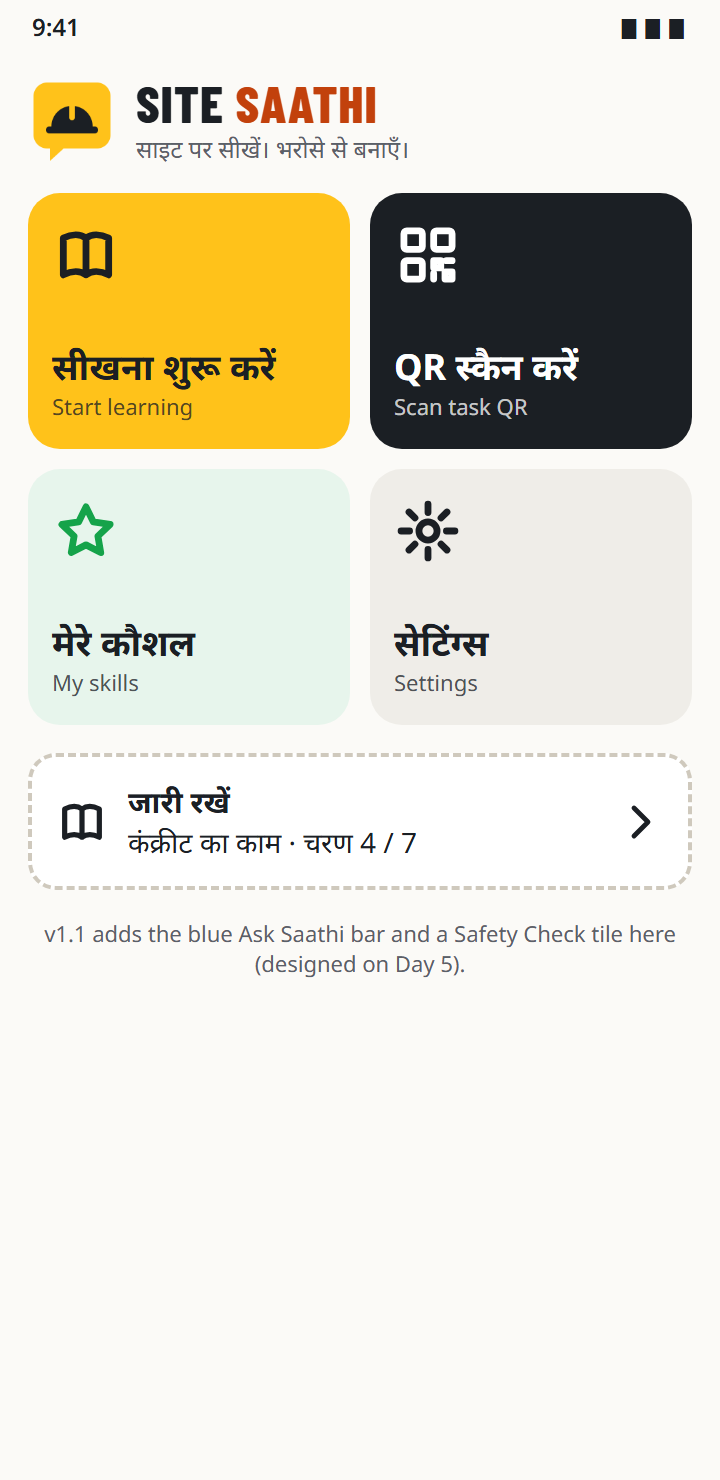 9:41
SITE SAATHI
साइट पर सीखें। भरोसे से बनाएँ।
सीखना शुरू करें
Start learning
QR स्कैन करें
Scan task QR
मेरे कौशल
My skills
सेटिंग्स
Settings
जारी रखें
कंक्रीट का काम · चरण 4 / 7
v1.1 adds the blue Ask Saathi bar and a Safety Check tile here
(designed on Day 5).